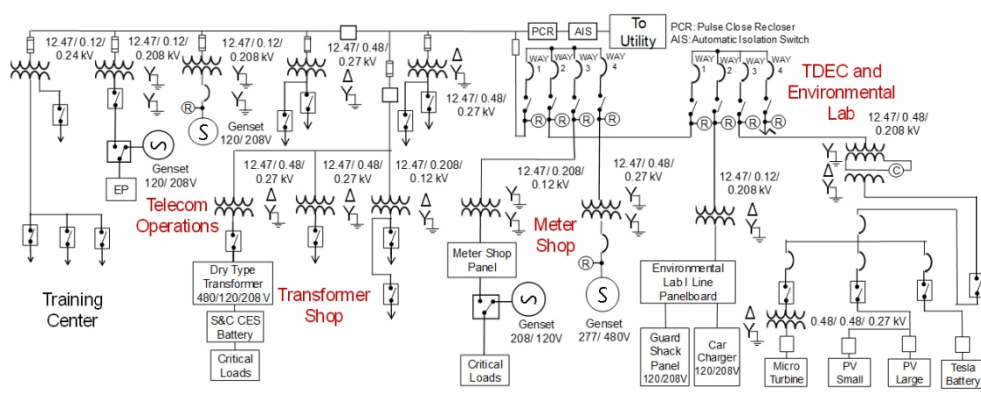 To
Utility
PCR
AIS
PCR: Pulse Close Recloser
AIS: Automatic Isolation Switch
12.47/ 0.12/
0.24 kV
12.47/ 0.12/
0.208 kV
12.47/ 0.12/
0.208 kV
12.47/ 0.48/
0.27 kV
12.47/ 0.48/
0.27 kV
WAY
1
WAY
2
WAY
3
WAY
4
WAY
1
WAY
2
WAY
3
WAY
4
TDEC and
Environmental
Lab
Δ
Y
Y
Y
Y
Y
Y
Δ
Y
Δ
Y
R
S
Genset
120/ 208V
R
R
R
R
R
R
12.47/ 0.48/
0.208 kV
S
Genset
120/ 208V
EP
Telecom
Operations
12.47/ 0.48/
0.27 kV
12.47/ 0.48/
0.27 kV
12.47/ 0.208/
0.12 kV
12.47/ 0.208/
0.12 kV
12.47/ 0.48/
0.27 kV
12.47/ 0.12/
0.208 kV
Y
Δ
Y
C
Δ
Y
Δ
Y
Δ
Y
Y
Y
Y
Y
Δ
Y
Meter
Shop
Training
Center
Dry Type
Transformer
480/120/208 V
S&C CES
Battery
Critical
Loads
Transformer
Shop
Meter Shop
Panel
S
Genset
208/ 120V
Critical
Loads
R
S
Genset
277/ 480V
Environmental
Lab I Line
Panelboard
Guard
Shack
Panel
120/208V
Car
Charger
120/208V
Δ
Y
0.48/ 0.48/ 0.27 kV
Micro
Turbine
PV
Small
PV
Large
Tesla
Battery